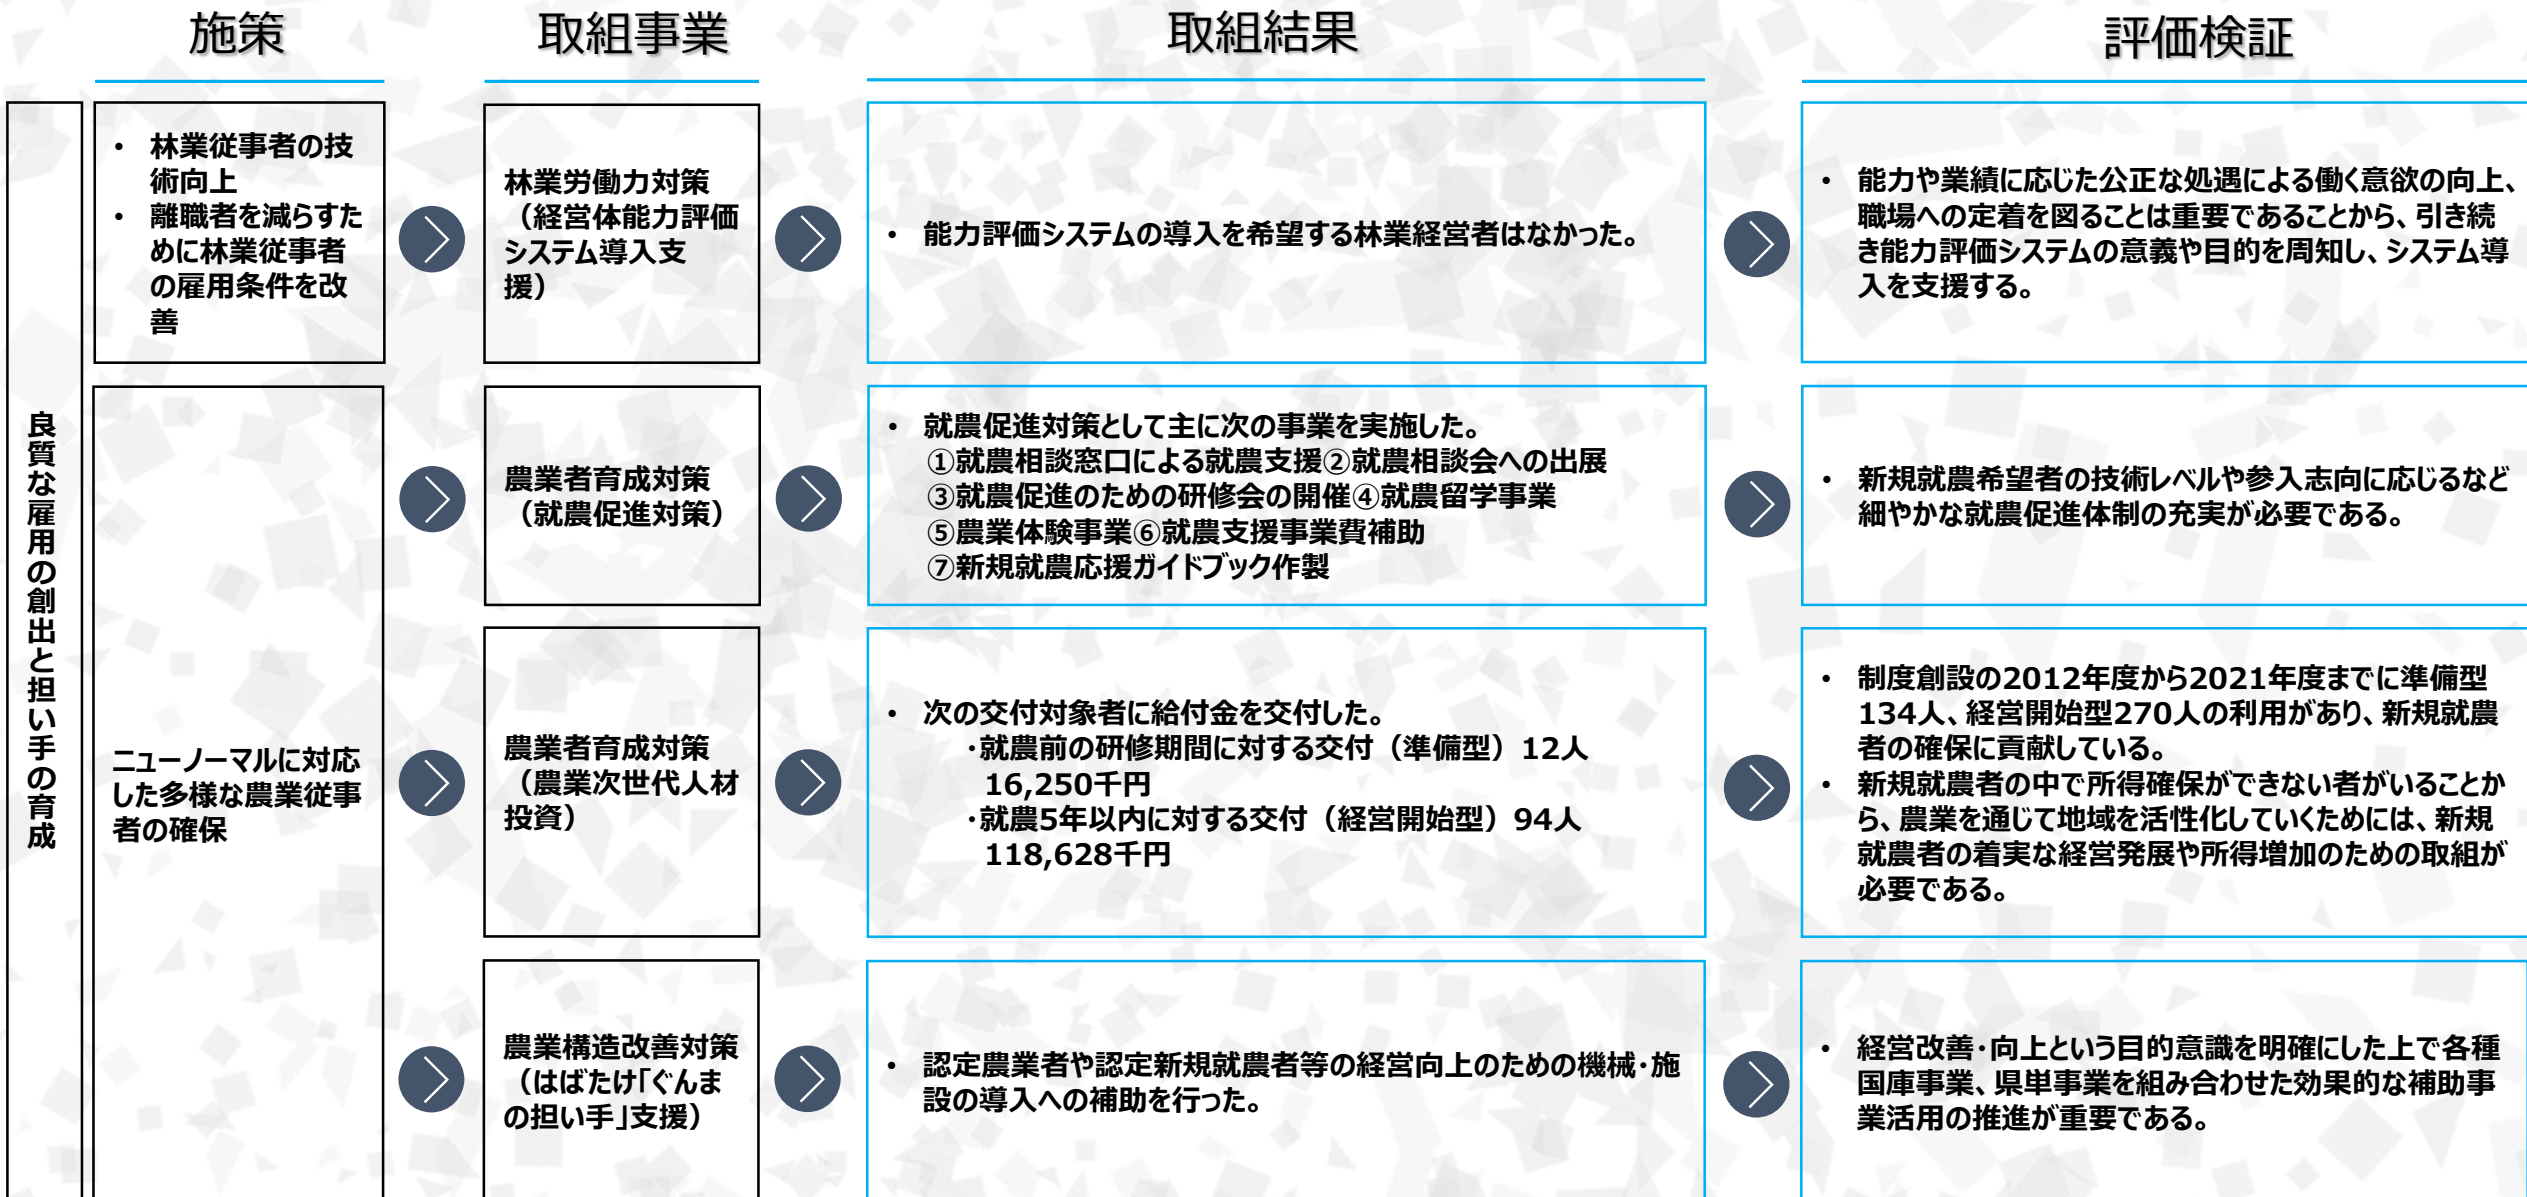 施策
取組事業
取組結果
評価検証
良質な雇用の創出と担い手の育成
• 林業従事者の技
術向上
• 離職者を減らすた
めに林業従事者
の雇用条件を改
善
林業労働力対策
（経営体能力評価
システム導入支
援）
• 能力評価システムの導入を希望する林業経営者はなかった。
• 能力や業績に応じた公正な処遇による働く意欲の向上、
職場への定着を図ることは重要であることから、引き続
き能力評価システムの意義や目的を周知し、システム導
入を支援する。
ニューノーマルに対応
した多様な農業従事
者の確保
農業者育成対策
（就農促進対策）
• 就農促進対策として主に次の事業を実施した。
①就農相談窓口による就農支援②就農相談会への出展
③就農促進のための研修会の開催④就農留学事業
⑤農業体験事業⑥就農支援事業費補助
⑦新規就農応援ガイドブック作製
• 新規就農希望者の技術レベルや参入志向に応じるなど
細やかな就農促進体制の充実が必要である。
農業者育成対策
（農業次世代人材
投資）
• 次の交付対象者に給付金を交付した。
・就農前の研修期間に対する交付（準備型）12人
16,250千円
・就農5年以内に対する交付（経営開始型）94人
118,628千円
• 制度創設の2012年度から2021年度までに準備型
134人、経営開始型270人の利用があり、新規就農
者の確保に貢献している。
• 新規就農者の中で所得確保ができない者がいることか
ら、農業を通じて地域を活性化していくためには、新規
就農者の着実な経営発展や所得増加のための取組が
必要である。
農業構造改善対策
（はばたけ「ぐんま
の担い手」支援）
• 認定農業者や認定新規就農者等の経営向上のための機械・施
設の導入への補助を行った。
• 経営改善・向上という目的意識を明確にした上で各種
国庫事業、県単事業を組み合わせた効果的な補助事
業活用の推進が重要である。